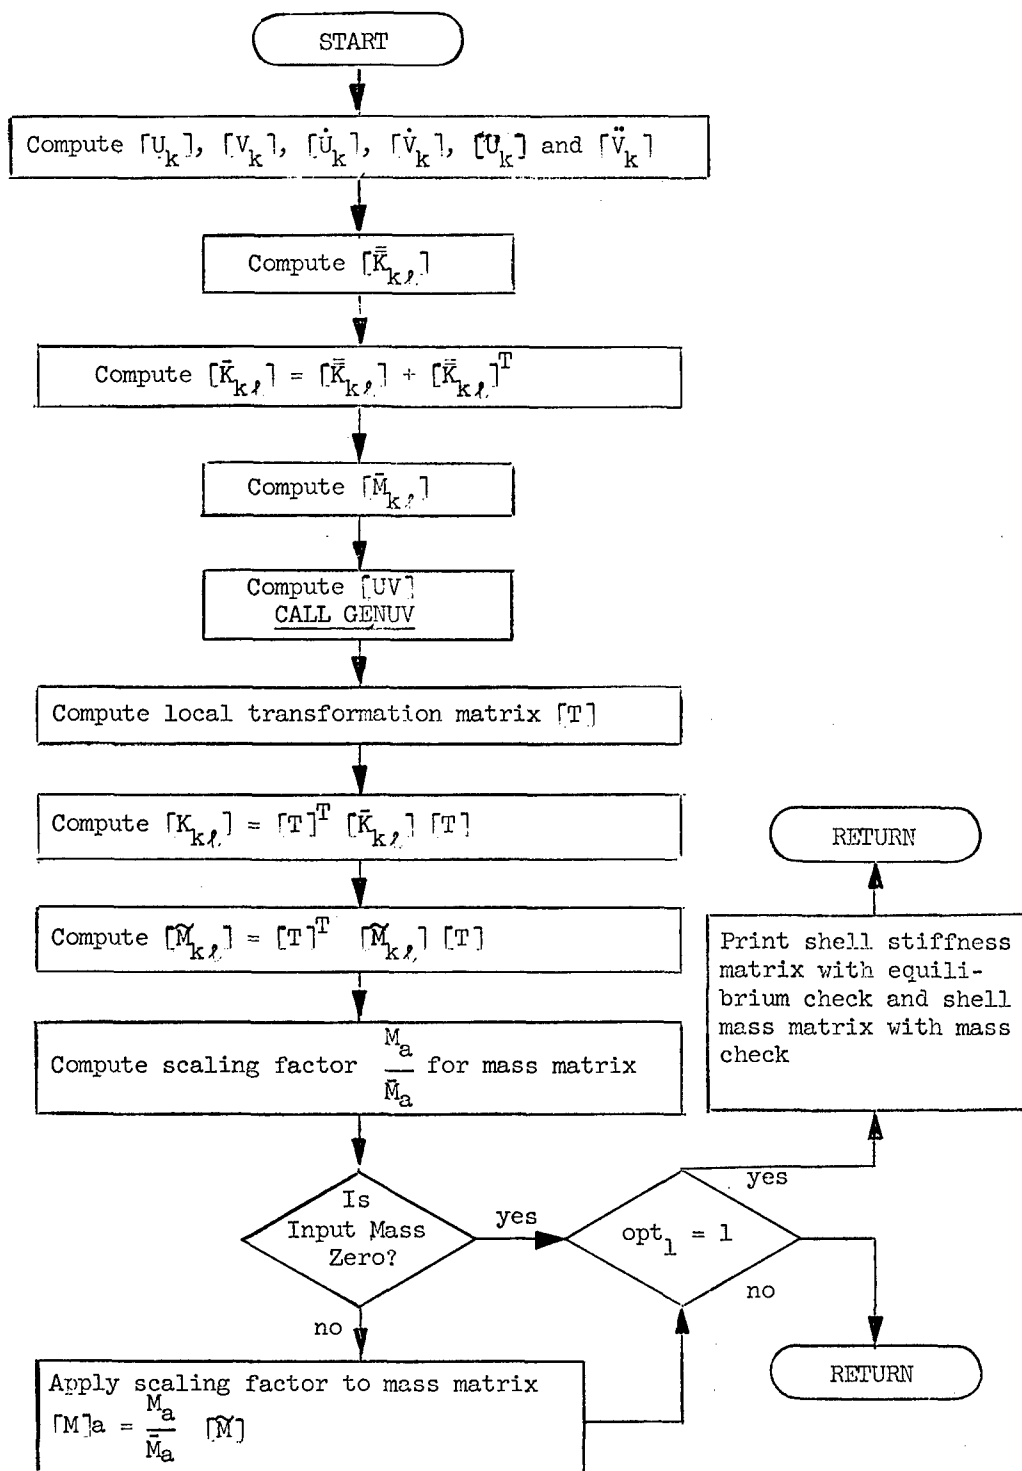 START
Compute ⌈U_k⌉, ⌈V_k⌉, ⌈U̇_k⌉, ⌈V̇_k⌉, [Ü_k] and ⌈V̈_k⌉
Compute ⌈K̿_kℓ⌉
Compute [K̄_kℓ] = ⌈K̿_kℓ⌉ + [K̿_kℓ]^T
Compute ⌈M̄_kℓ⌉
Compute ⌈UV⌉
CALL GENUV
Compute local transformation matrix ⌈T⌉
Compute ⌈K_kℓ⌉ = ⌈T⌉^T [K̄_kℓ] ⌈T⌉
Compute [M̃_kℓ] = [T]^T ⌈M̃_kℓ] [T]
Compute scaling factor M_a / M̄_a for mass matrix
Is
Input Mass
Zero?
yes
no
Apply scaling factor to mass matrix
⌈M⌉a = M_a / M̄_a ⌈M̃⌉
opt_1 = 1
yes
no
Print shell stiffness
matrix with equili-
brium check and shell
mass matrix with mass
check
RETURN
RETURN